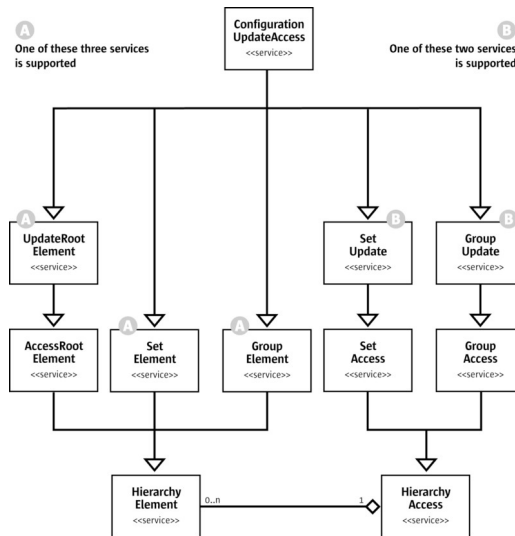 A
One of these three services
is supported
Configuration
UpdateAccess
<<service>>
B
One of these two services
is supported
A
UpdateRoot
Element
<<service>>
B
Set
Update
<<service>>
B
Group
Update
<<service>>
AccessRoot
Element
<<service>>
A
Set
Element
<<service>>
A
Group
Element
<<service>>
Set
Access
<<service>>
Group
Access
<<service>>
Hierarchy
Element
<<service>>
0..n
1
Hierarchy
Access
<<service>>